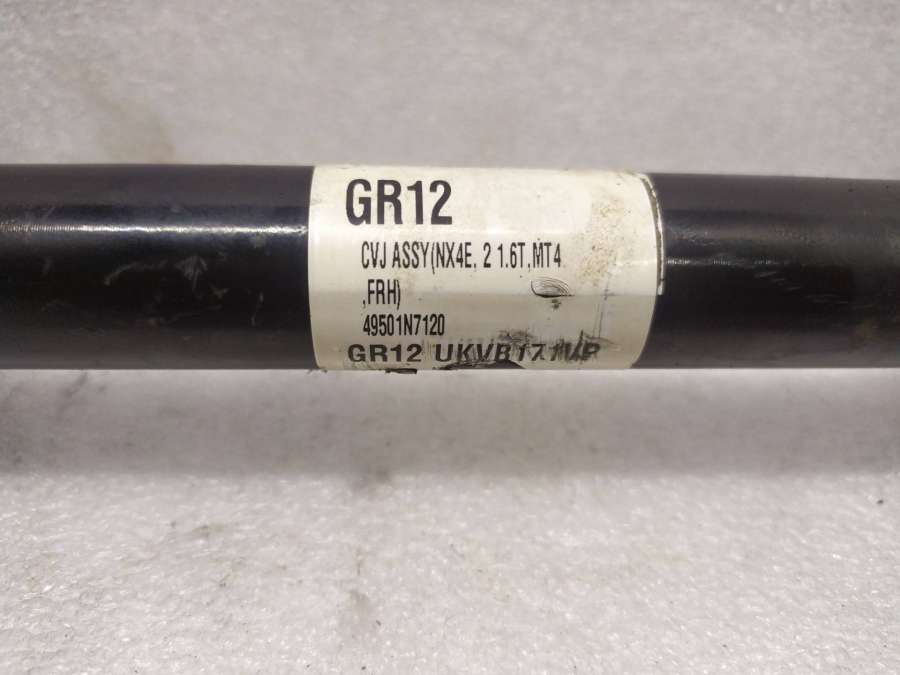 GR12
CVJ ASSY(NX4E, 2 1.6T,MT4
,FRH)
49501N7120
GR12